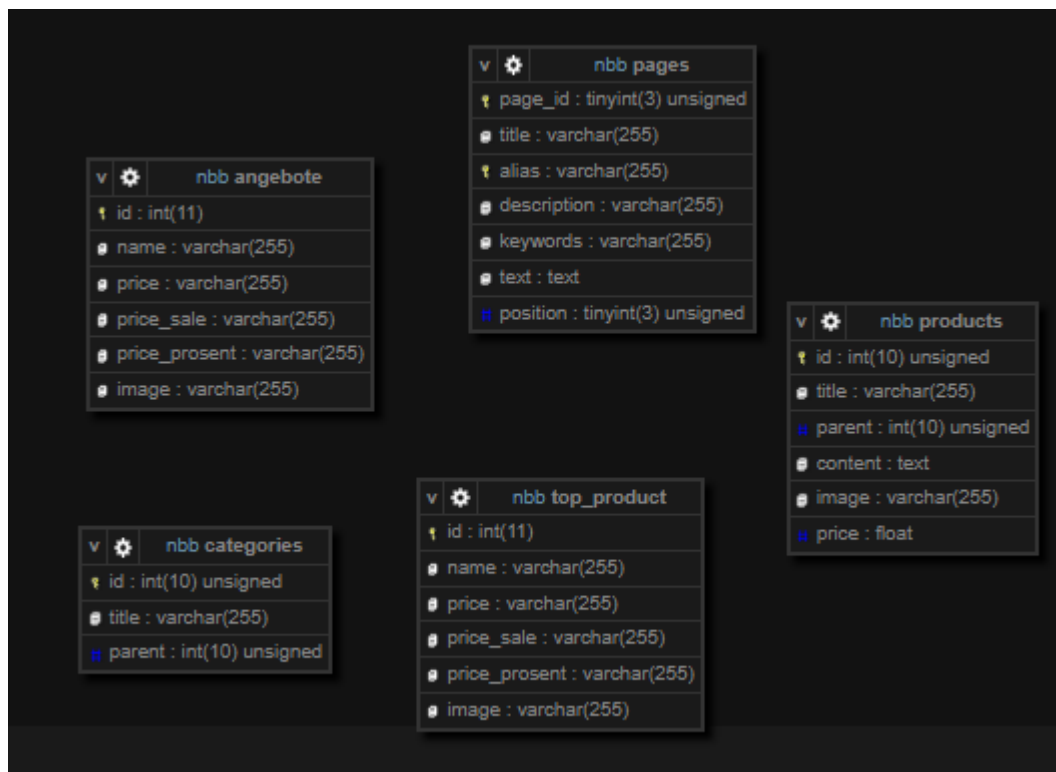 v nbb pages
page_id : tinyint(3) unsigned
title : varchar(255)
alias : varchar(255)
description : varchar(255)
keywords : varchar(255)
text : text
# position : tinyint(3) unsigned
v nbb angebote
id : int(11)
name : varchar(255)
price : varchar(255)
price_sale : varchar(255)
price_prosent : varchar(255)
image : varchar(255)
v nbb products
id : int(10) unsigned
title : varchar(255)
# parent : int(10) unsigned
content : text
image : varchar(255)
# price : float
v nbb top_product
id : int(11)
name : varchar(255)
price : varchar(255)
price_sale : varchar(255)
price_prosent : varchar(255)
image : varchar(255)
v nbb categories
id : int(10) unsigned
title : varchar(255)
# parent : int(10) unsigned